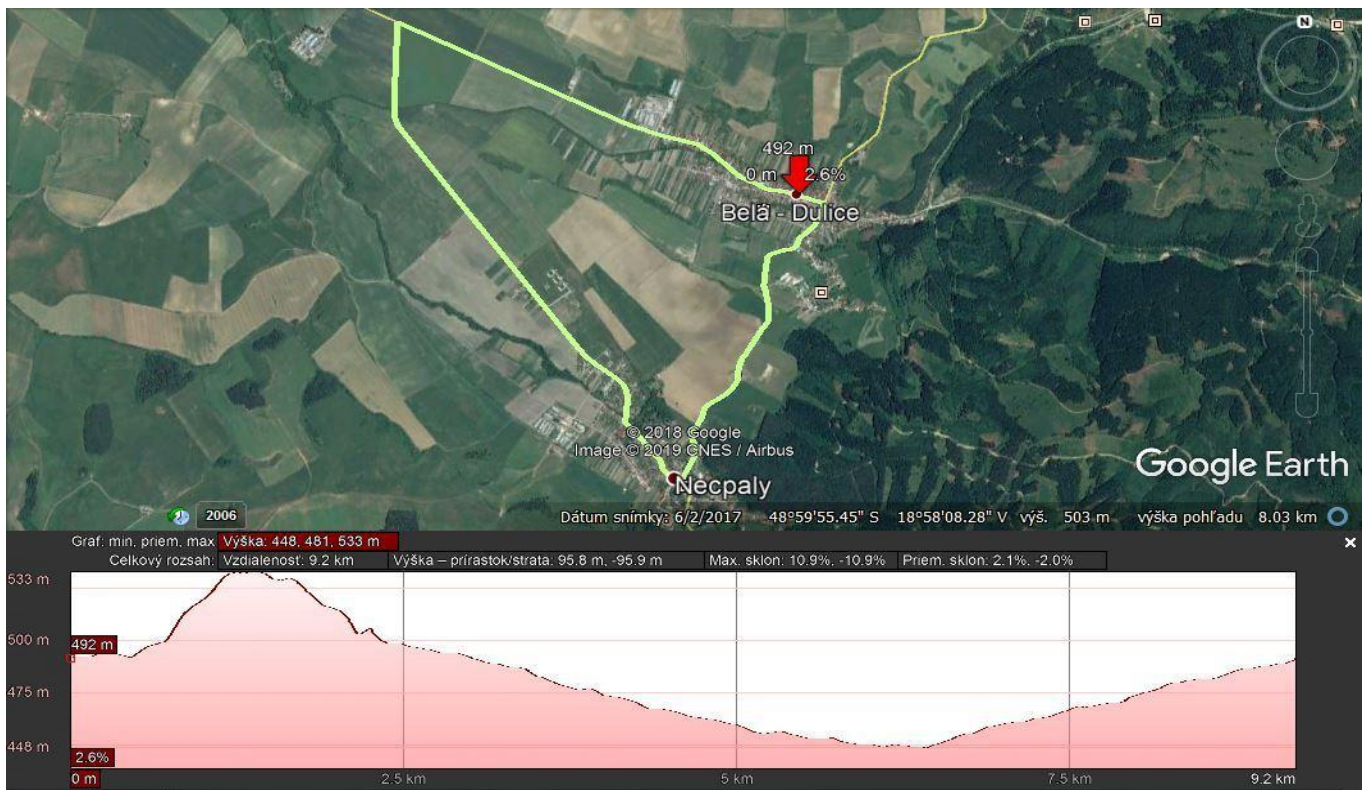 N
492 m
0 m 2.6%
Belá - Dulice
© 2018 Google
Image © 2019 CNES / Airbus
Necpaly
Google Earth
2006
Dátum snímky: 6/2/2017 48°59'55.45" S 18°58'08.28" V výš. 503 m výška pohľadu 8.03 km
Graf: min, priem, max Výška: 448, 481, 533 m
Celkový rozsah: Vzdialenosť: 9.2 km Výška – prírastok/strata: 95.8 m, -95.9 m Max. sklon: 10.9%, -10.9% Priem. sklon: 2.1%, -2.0%
533 m
500 m
492 m
475 m
448 m
2.6%
0 m 2.5 km 5 km 7.5 km 9.2 km